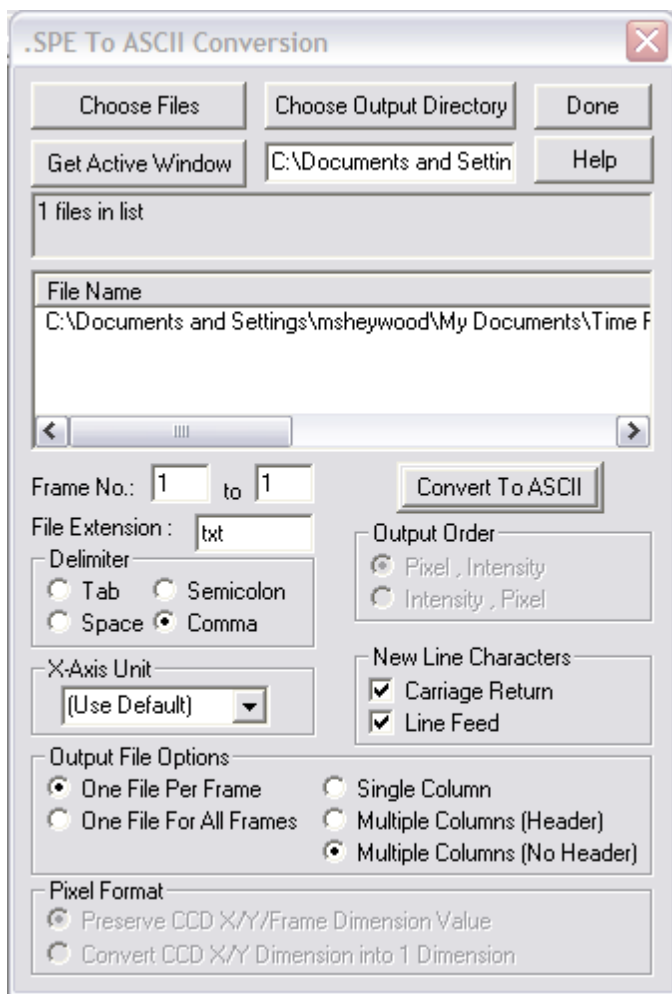 .SPE To ASCII Conversion
Choose Files
Choose Output Directory
Done
Get Active Window
C:\Documents and Settin
Help
1 files in list
File Name
C:\Documents and Settings\msheywood\My Documents\Time F
Frame No.: 1 to 1
Convert To ASCII
File Extension : txt
Delimiter
Tab
Semicolon
Space
Comma
Output Order
Pixel , Intensity
Intensity , Pixel
X-Axis Unit
(Use Default)
New Line Characters
Carriage Return
Line Feed
Output File Options
One File Per Frame
One File For All Frames
Single Column
Multiple Columns (Header)
Multiple Columns (No Header)
Pixel Format
Preserve CCD X/Y/Frame Dimension Value
Convert CCD X/Y Dimension into 1 Dimension